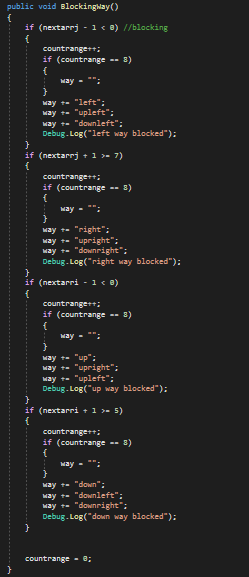 public void BlockingWay()
{
if (nextarrj - 1 < 0) //blocking
{
countrange++;
if (countrange == 8)
{
way = "";
}
way += "left";
way += "upleft";
way += "downleft";
Debug.Log("left way blocked");
}
if (nextarrj + 1 >= 7)
{
countrange++;
if (countrange == 8)
{
way = "";
}
way += "right";
way += "upright";
way += "downright";
Debug.Log("right way blocked");
}
if (nextarri - 1 < 0)
{
countrange++;
if (countrange == 8)
{
way = "";
}
way += "up";
way += "upright";
way += "upleft";
Debug.Log("up way blocked");
}
if (nextarri + 1 >= 5)
{
countrange++;
if (countrange == 8)
{
way = "";
}
way += "down";
way += "downleft";
way += "downright";
Debug.Log("down way blocked");
}
countrange = 0;
}